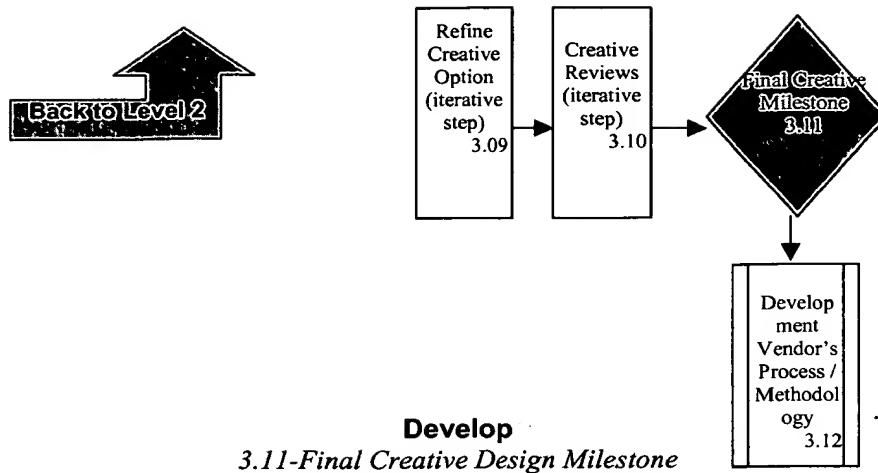 Back to Level 2
Refine
Creative
Option
(iterative
step)
3.09
Creative
Reviews
(iterative
step)
3.10
Final Creative
Milestone
3.11
Develop
ment
Vendor's
Process /
Methodol
ogy
3.12
Develop
3.11-Final Creative Design Milestone